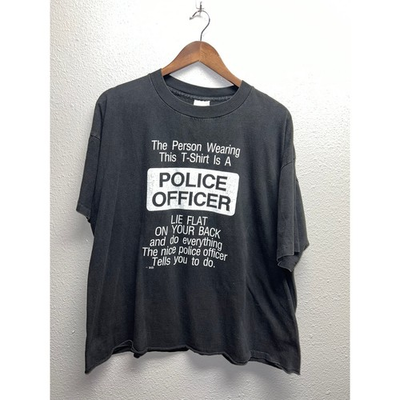 The Person Wearing
This T-Shirt Is A
POLICE
OFFICER
LIE FLAT
ON YOUR BACK
and do everything
The nice police officer
Tells you to do.